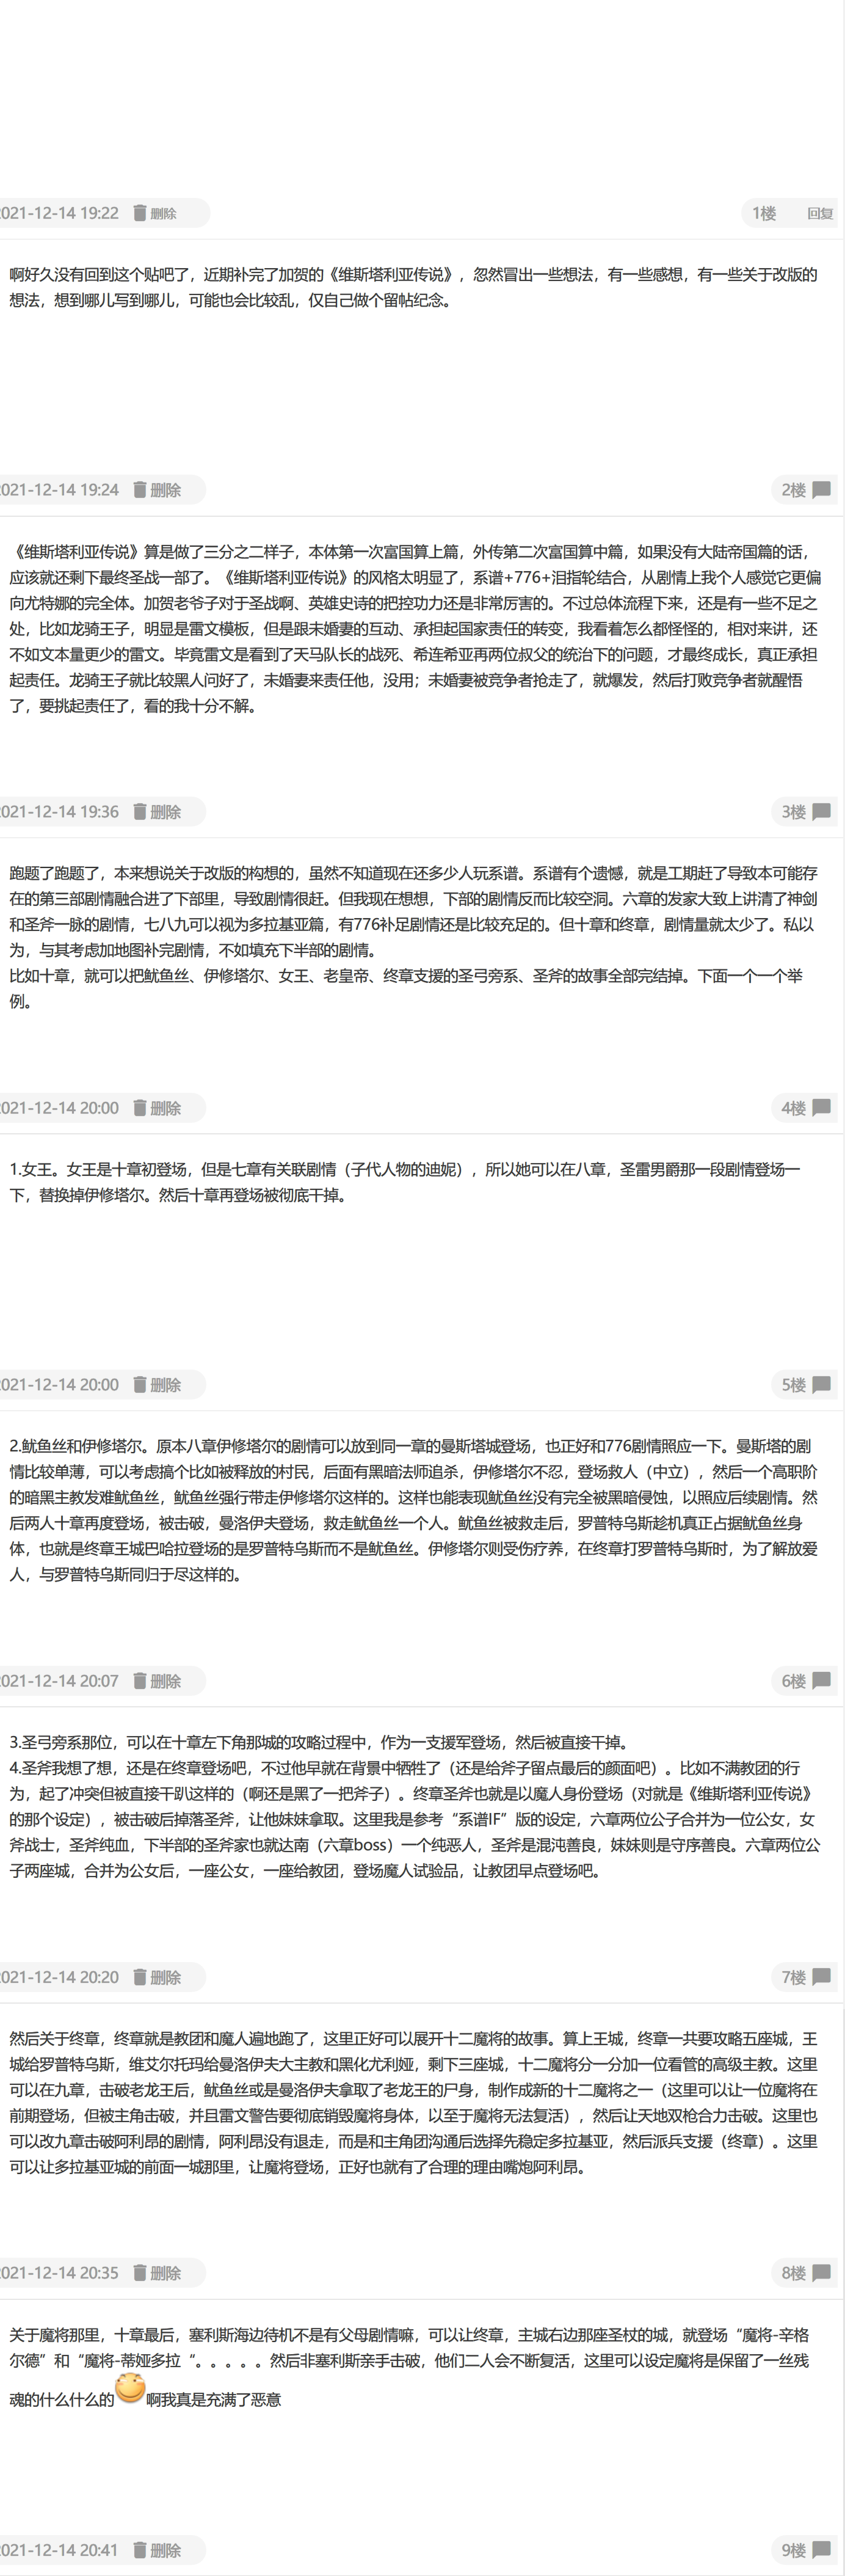 2021-12-14 19:22 删除 1楼 回复
啊好久没有回到这个贴吧了，近期补完了加贺的《维斯塔利亚传说》，忽然冒出一些想法，有一些感想，有一些关于改版的
想法，想到哪儿写到哪儿，可能也会比较乱，仅自己做个留帖纪念。
2021-12-14 19:24 删除 2楼
《维斯塔利亚传说》算是做了三分之二样子，本体第一次富国算上篇，外传第二次富国算中篇，如果没有大陆帝国篇的话，
应该就还剩下最终圣战一部了。《维斯塔利亚传说》的风格太明显了，系谱+776+泪指轮结合，从剧情上我个人感觉它更偏
向尤特娜的完全体。加贺老爷子对于圣战啊、英雄史诗的把控功力还是非常厉害的。不过总体流程下来，还是有一些不足之
处，比如龙骑王子，明显是雷文模板，但是跟未婚妻的互动、承担起国家责任的转变，我看着怎么都怪怪的，相对来讲，还
不如文本量更少的雷文。毕竟雷文是看到了天马队长的战死、希连希亚再两位叔父的统治下的问题，才最终成长，真正承担
起责任。龙骑王子就比较黑人问好了，未婚妻来责任他，没用；未婚妻被竞争者抢走了，就爆发，然后打败竞争者就醒悟
了，要挑起责任了，看的我十分不解。
2021-12-14 19:36 删除 3楼
跑题了跑题了，本来想说关于改版的构想的，虽然不知道现在还多少人玩系谱。系谱有个遗憾，就是工期赶了导致本可能存
在的第三部剧情融合进了下部里，导致剧情很赶。但我现在想想，下部的剧情反而比较空洞。六章的发家大致上讲清了神剑
和圣斧一脉的剧情，七八九可以视为多拉基亚篇，有776补足剧情还是比较充足的。但十章和终章，剧情量就太少了。私以
为，与其考虑加地图补完剧情，不如填充下半部的剧情。
比如十章，就可以把鱿鱼丝、伊修塔尔、女王、老皇帝、终章支援的圣弓旁系、圣斧的故事全部完结掉。下面一个一个举
例。
2021-12-14 20:00 删除 4楼
1.女王。女王是十章初登场，但是七章有关联剧情（子代人物的迪妮），所以她可以在八章，圣雷男爵那一段剧情登场一
下，替换掉伊修塔尔。然后十章再登场被彻底干掉。
2021-12-14 20:00 删除 5楼
2.鱿鱼丝和伊修塔尔。原本八章伊修塔尔的剧情可以放到同一章的曼斯塔城登场，也正好和776剧情照应一下。曼斯塔的剧
情比较单薄，可以考虑搞个比如被释放的村民，后面有黑暗法师追杀，伊修塔尔不忍，登场救人（中立），然后一个高职阶
的暗黑主教发难鱿鱼丝，鱿鱼丝强行带走伊修塔尔这样的。这样也能表现鱿鱼丝没有完全被黑暗侵蚀，以照应后续剧情。然
后两人十章再度登场，被击破，曼洛伊夫登场，救走鱿鱼丝一个人。鱿鱼丝被救走后，罗普特乌斯趁机真正占据鱿鱼丝身
体，也就是终章王城巴哈拉登场的是罗普特乌斯而不是鱿鱼丝。伊修塔尔则受伤疗养，在终章打罗普特乌斯时，为了解放爱
人，与罗普特乌斯同归于尽这样的。
2021-12-14 20:07 删除 6楼
3.圣弓旁系那位，可以在十章左下角那城的攻略过程中，作为一支援军登场，然后被直接干掉。
4.圣斧我想了想，还是在终章登场吧，不过他早就在背景中牺牲了（还是给斧子留点最后的颜面吧）。比如不满教团的行
为，起了冲突但被直接干趴这样的（啊还是黑了一把斧子）。终章圣斧也就是以魔人身份登场（对就是《维斯塔利亚传说》
的那个设定），被击破后掉落圣斧，让他妹妹拿取。这里我是参考“系谱IF”版的设定，六章两位公子合并为一位公女，女
斧战士，圣斧纯血，下半部的圣斧家也就达南（六章boss）一个纯恶人，圣斧是混沌善良，妹妹则是守序善良。六章两位公
子两座城，合并为公女后，一座公女，一座给教团，登场魔人试验品，让教团早点登场吧。
2021-12-14 20:20 删除 7楼
然后关于终章，终章就是教团和魔人遍地跑了，这里正好可以展开十二魔将的故事。算上王城，终章一共要攻略五座城，王
城给罗普特乌斯，维艾尔托玛给曼洛伊夫大主教和黑化尤利娅，剩下三座城，十二魔将分一分加一位看管的高级主教。这里
可以在九章，击破老龙王后，鱿鱼丝或是曼洛伊夫拿取了老龙王的尸身，制作成新的十二魔将之一（这里可以让一位魔将在
前期登场，但被主角击破，并且雷文警告要彻底销毁魔将身体，以至于魔将无法复活），然后让天地双枪合力击破。这里也
可以改九章击破阿利昂的剧情，阿利昂没有退走，而是和主角团沟通后选择先稳定多拉基亚，然后派兵支援（终章）。这里
可以让多拉基亚城的前面一城那里，让魔将登场，正好也就有了合理的理由嘴炮阿利昂。
2021-12-14 20:35 删除 8楼
关于魔将那里，十章最后，塞利斯海边待机不是有父母剧情嘛，可以让终章，主城右边那座圣杖的城，就登场“魔将-辛格
尔德”和“魔将-蒂娅多拉“。。。。。然后非塞利斯亲手击破，他们二人会不断复活，这里可以设定魔将是保留了一丝残
魂的什么什么的啊我真是充满了恶意
2021-12-14 20:41 删除 9楼